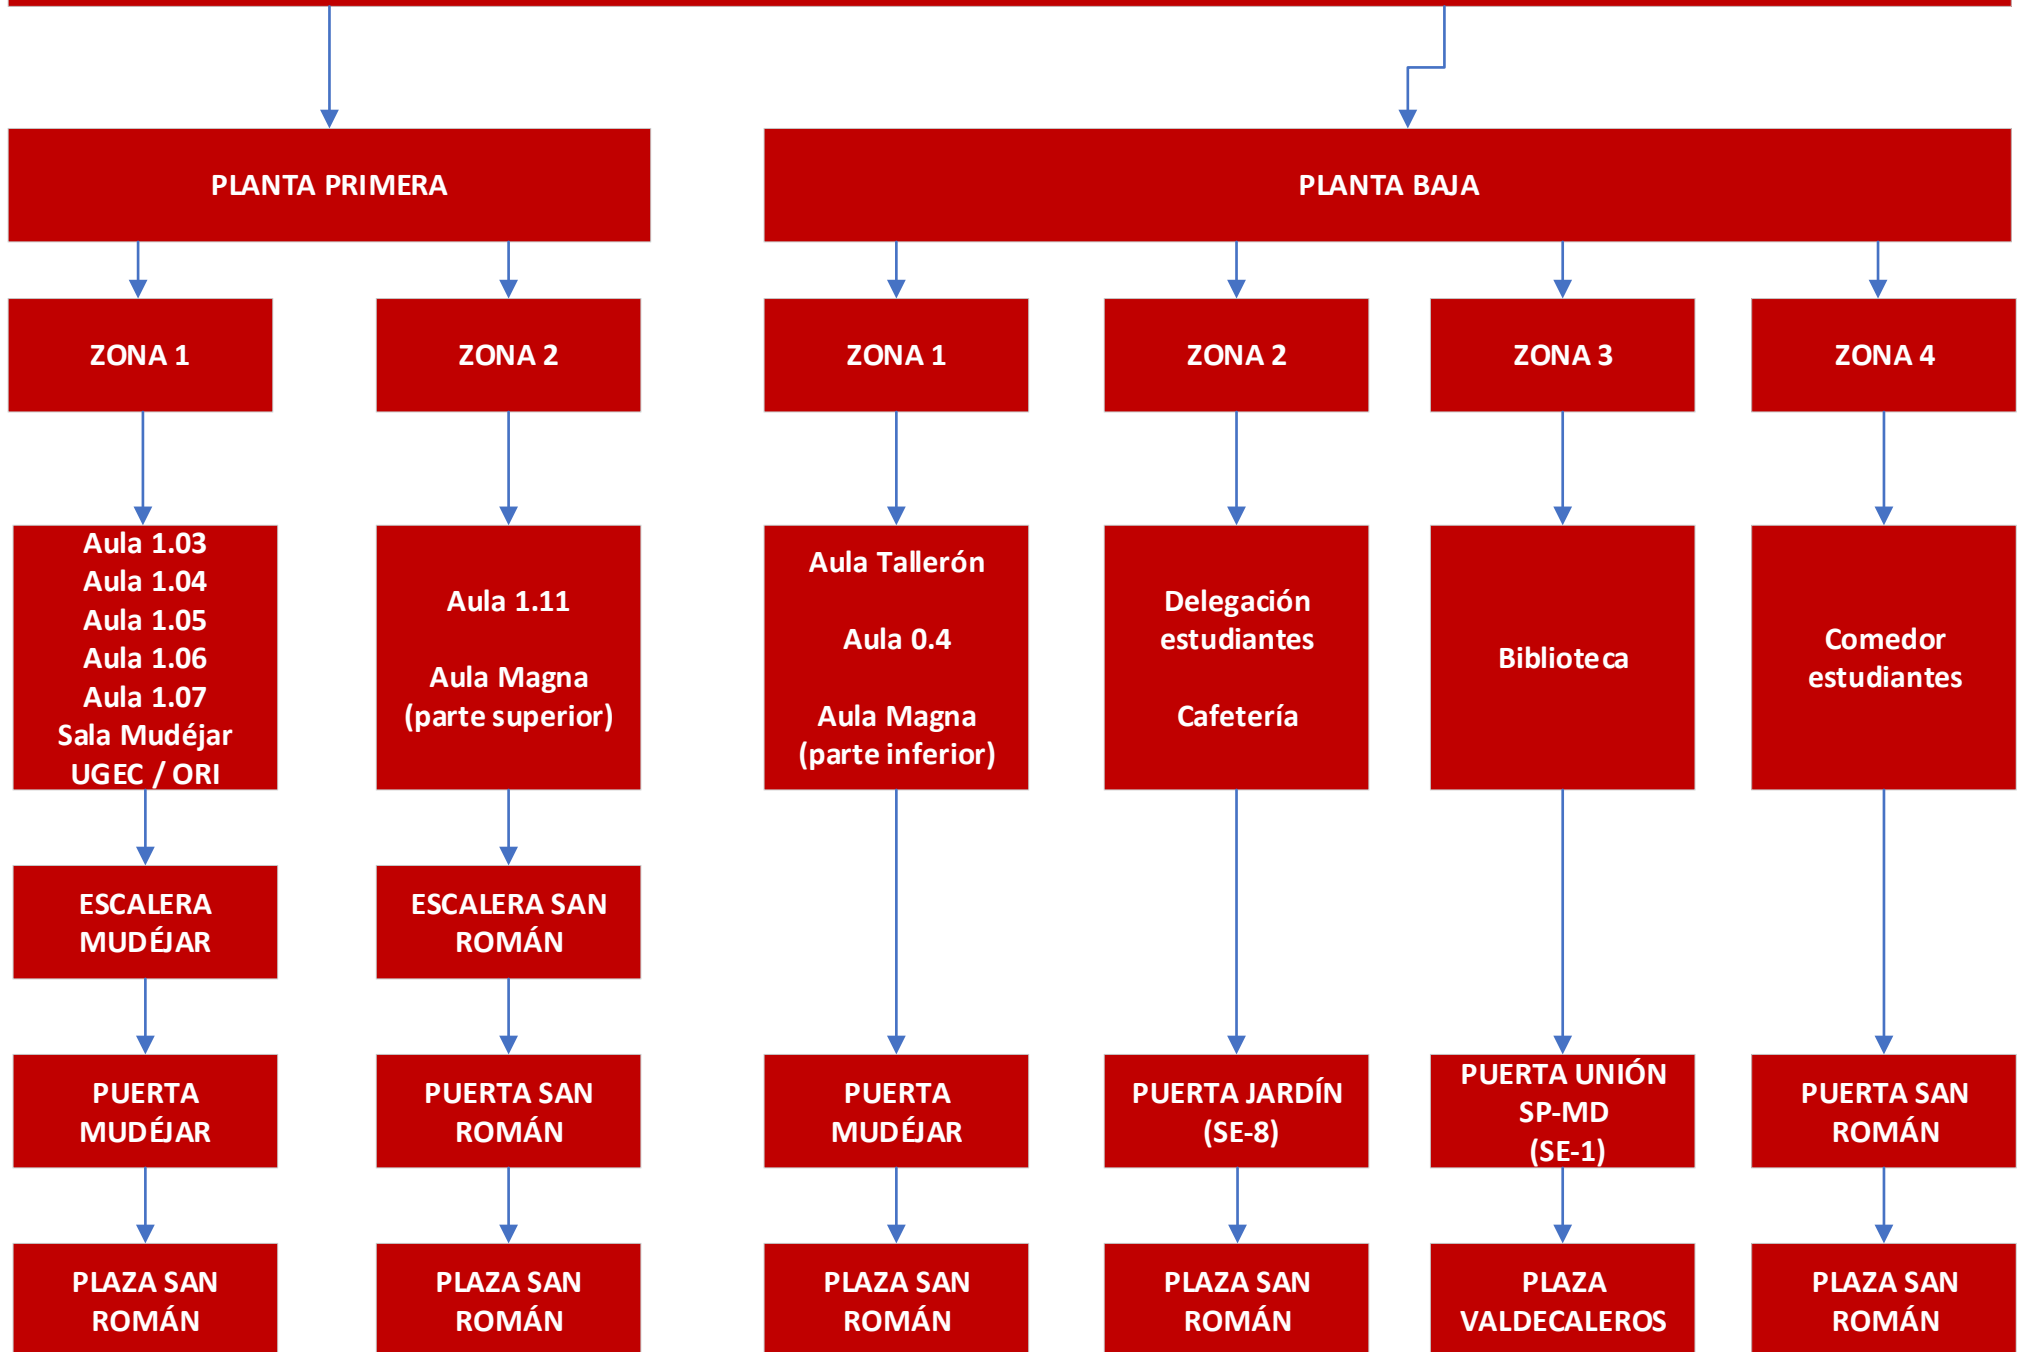 PLANTA PRIMERA
PLANTA BAJA
ZONA 1
ZONA 2
ZONA 1
ZONA 2
ZONA 3
ZONA 4
Aula 1.03
Aula 1.04
Aula 1.05
Aula 1.06
Aula 1.07
Sala Mudéjar
UGEC / ORI
Aula 1.11
Aula Magna
(parte superior)
Aula Tallerón
Aula 0.4
Aula Magna
(parte inferior)
Delegación
estudiantes
Cafetería
Biblioteca
Comedor
estudiantes
ESCALERA
MUDÉJAR
ESCALERA SAN
ROMÁN
PUERTA
MUDÉJAR
PUERTA SAN
ROMÁN
PUERTA
MUDÉJAR
PUERTA JARDÍN
(SE-8)
PUERTA UNIÓN
SP-MD
(SE-1)
PUERTA SAN
ROMÁN
PLAZA SAN
ROMÁN
PLAZA SAN
ROMÁN
PLAZA SAN
ROMÁN
PLAZA SAN
ROMÁN
PLAZA
VALDECALEROS
PLAZA SAN
ROMÁN